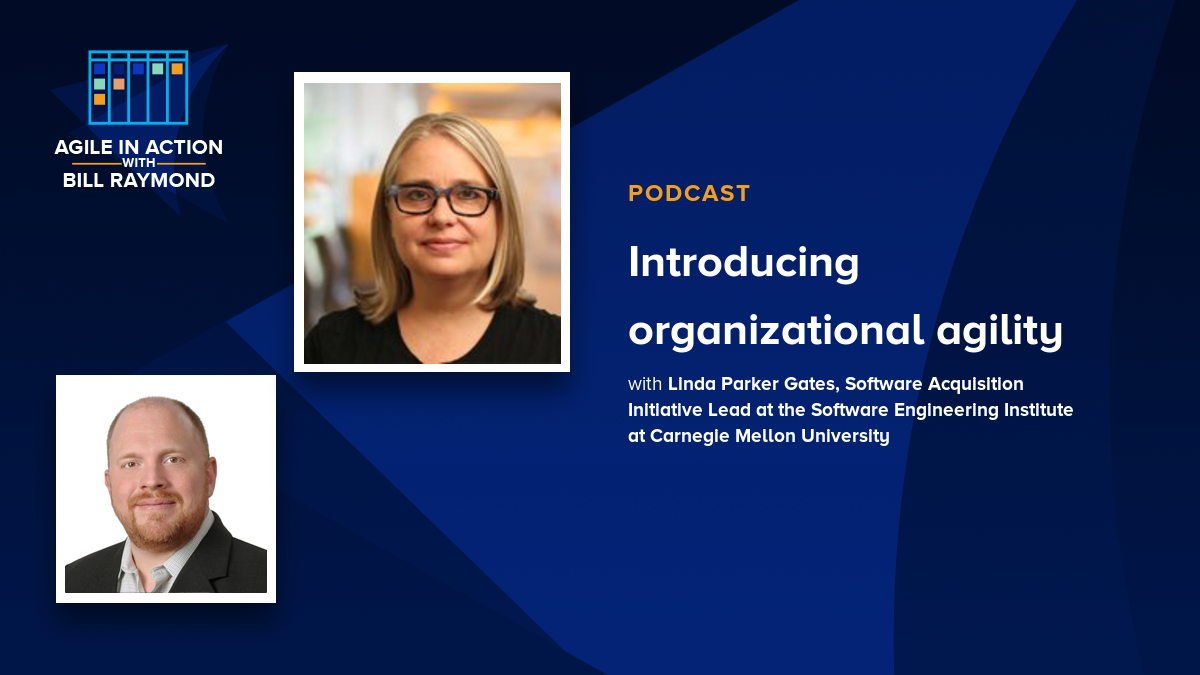 AGILE IN ACTION
WITH
BILL RAYMOND
PODCAST
Introducing
organizational agility
with Linda Parker Gates, Software Acquisition
Initiative Lead at the Software Engineering Institute
at Carnegie Mellon University